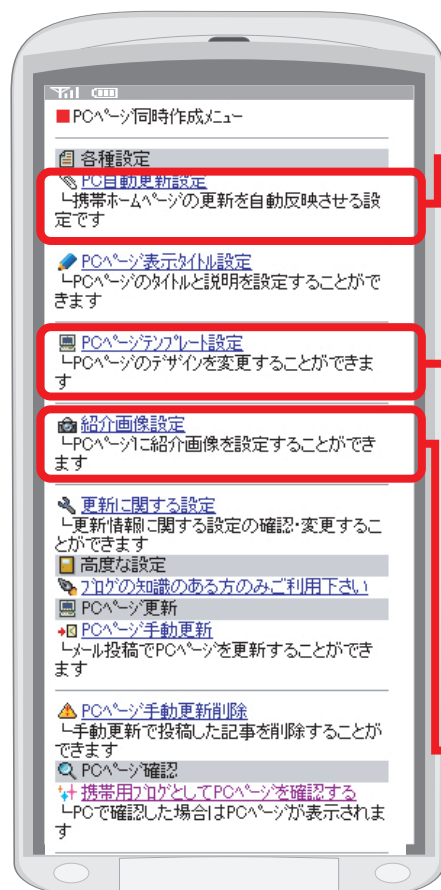 ■PCﾍﾟｰｼﾞ同時作成ﾒﾆｭｰ
各種設定
PC自動更新設定
└携帯ﾎｰﾑﾍﾟｰｼﾞの更新を自動反映させる設
定です
PCﾍﾟｰｼﾞ表示ﾀｲﾄﾙ設定
└PCﾍﾟｰｼﾞのﾀｲﾄﾙと説明を設定することがで
きます
PCﾍﾟｰｼﾞﾃﾝﾌﾟﾚｰﾄ設定
└PCﾍﾟｰｼﾞのﾃﾞｻﾞｲﾝを変更することができま
す
紹介画像設定
└PCﾍﾟｰｼﾞに紹介画像を設定することができ
ます
更新に関する設定
└更新情報に関する設定の確認･変更するこ
とができます
高度な設定
ﾌﾞﾛｸﾞの知識のある方のみご利用下さい
PCﾍﾟｰｼﾞ更新
PCﾍﾟｰｼﾞ手動更新
└ﾒｰﾙ投稿でPCﾍﾟｰｼﾞを更新することができ
ます
PCﾍﾟｰｼﾞ手動更新削除
└手動更新で投稿した記事を削除することが
できます
PCﾍﾟｰｼﾞ確認
携帯用ﾌﾞﾛｸﾞとしてPCﾍﾟｰｼﾞを確認する
└PCで確認した場合はPCﾍﾟｰｼﾞが表示されま
す